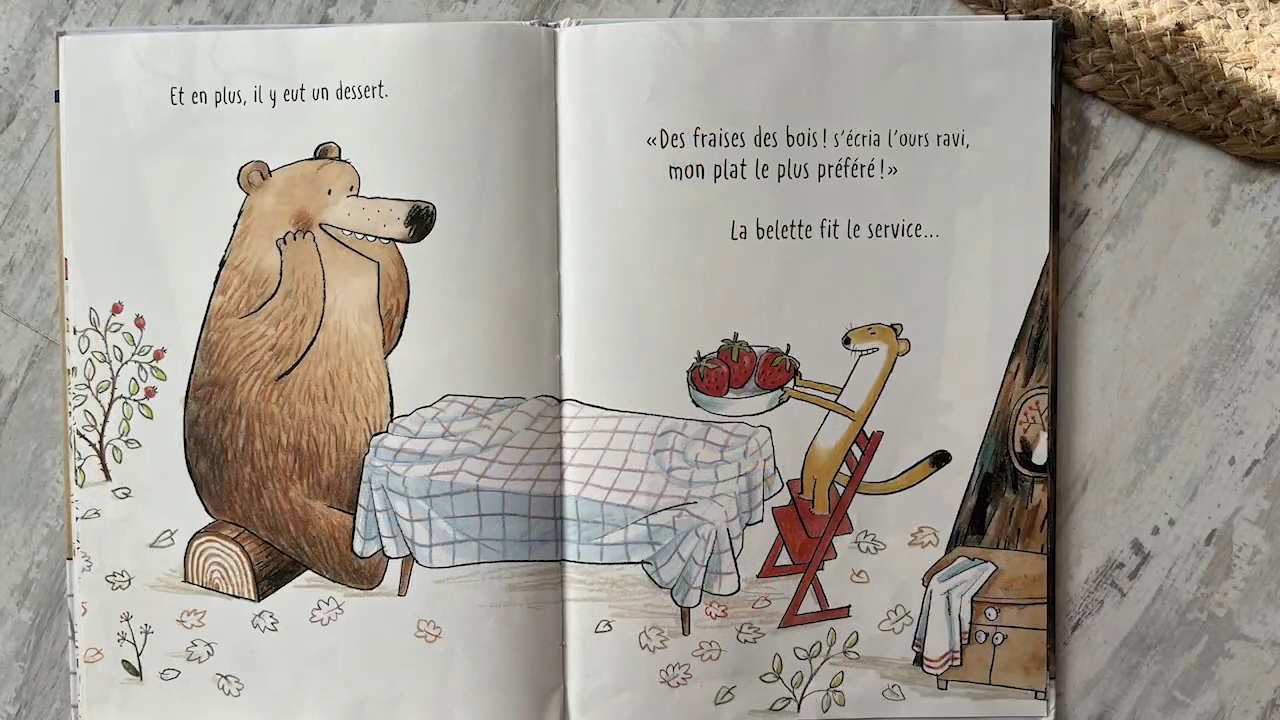 Et en plus, il y eut un dessert.
«Des fraises des bois! s'écria l'ours ravi,
mon plat le plus préféré!»
La belette fit le service...